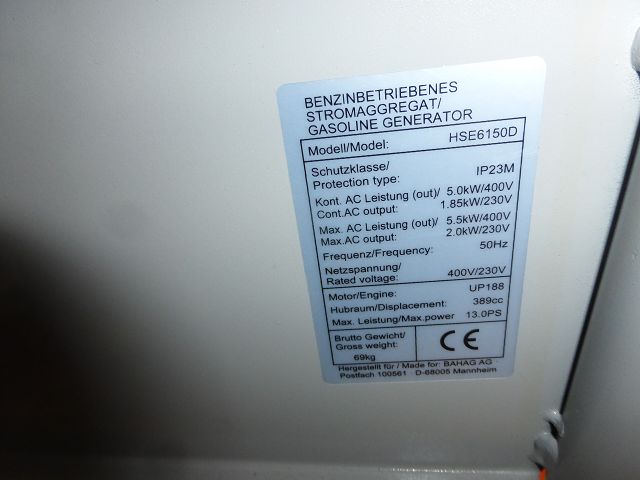 BENZINBETRIEBENES
STROMAGGREGAT/
GASOLINE GENERATOR
Modell/Model: HSE6150D
Schutzklasse/
Protection type: IP23M
Kont. AC Leistung (out)/ 5.0kW/400V
Cont.AC output: 1.85kW/230V
Max. AC Leistung (out)/ 5.5kW/400V
Max.AC output: 2.0kW/230V
Frequenz/Frequency: 50Hz
Netzspannung/
Rated voltage: 400V/230V
Motor/Engine: UP188
Hubraum/Displacement: 389cc
Max. Leistung/Max.power 13.0PS
Brutto Gewicht/
Gross weight:
69kg
CE
Hergestellt für / Made for: BAHAG AG
Postfach 100561 · D-68005 Mannheim